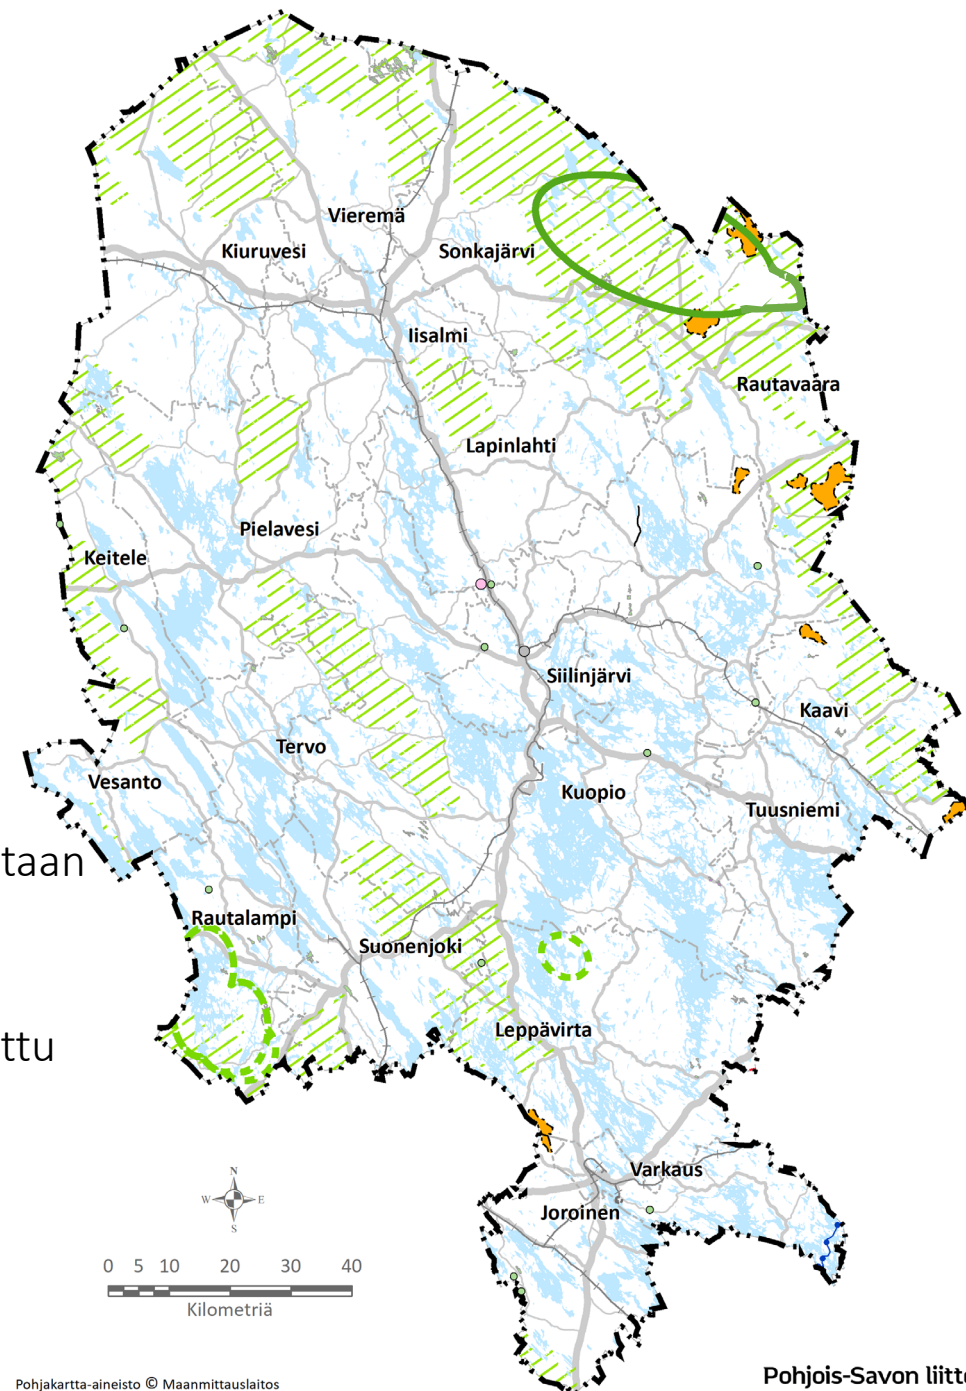 Vieremä
Kiuruvesi
Sonkajärvi
Iisalmi
Rautavaara
Lapinlahti
Pielavesi
Keitele
Siilinjärvi
Kaavi
Tervo
Vesanto
Kuopio
Tuusniemi
taan
Rautalampi
Suonenjoki
Leppävirta
ttu
Varkaus
Joroinen
N
W E
S
0 5 10 20 30 40
Kilometriä
Pohjakartta-aineisto © Maanmittauslaitos
Pohjois-Savon liitto